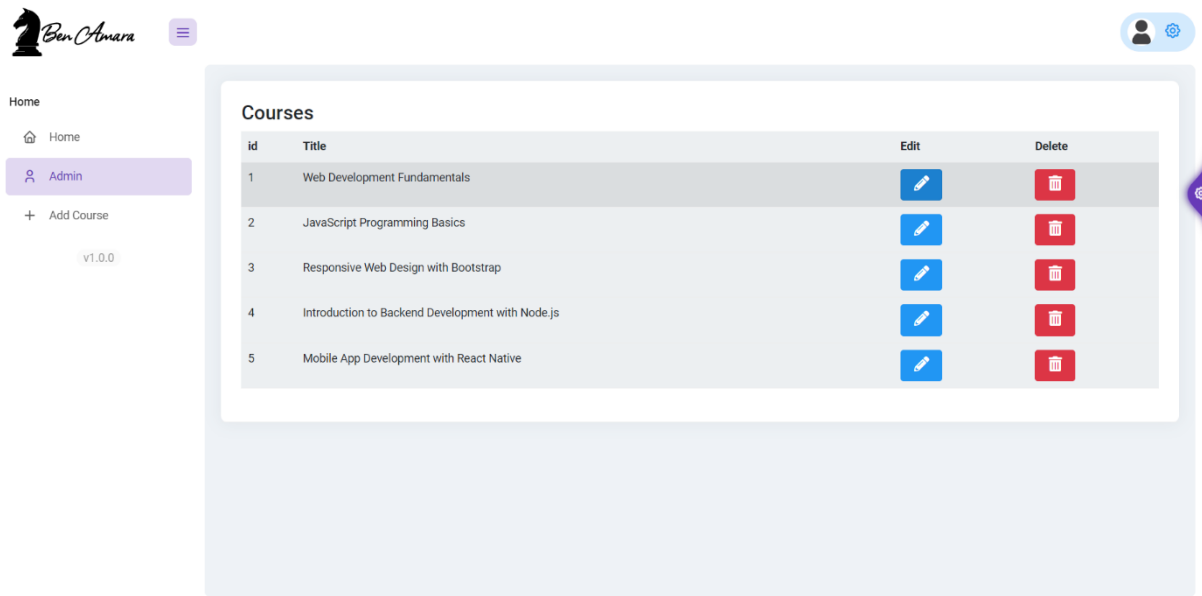 Ben Amara
Home
Home
Admin
Add Course
v1.0.0
Courses
id Title Edit Delete
1 Web Development Fundamentals
2 JavaScript Programming Basics
3 Responsive Web Design with Bootstrap
4 Introduction to Backend Development with Node.js
5 Mobile App Development with React Native